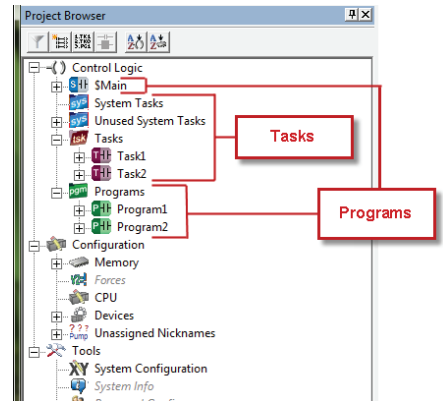 Project Browser
Control Logic
$Main
System Tasks
Unused System Tasks
Tasks
Task1
Task2
Programs
Program1
Program2
Configuration
Memory
Forces
CPU
Devices
Unassigned Nicknames
Tools
System Configuration
System Info
Tasks
Programs